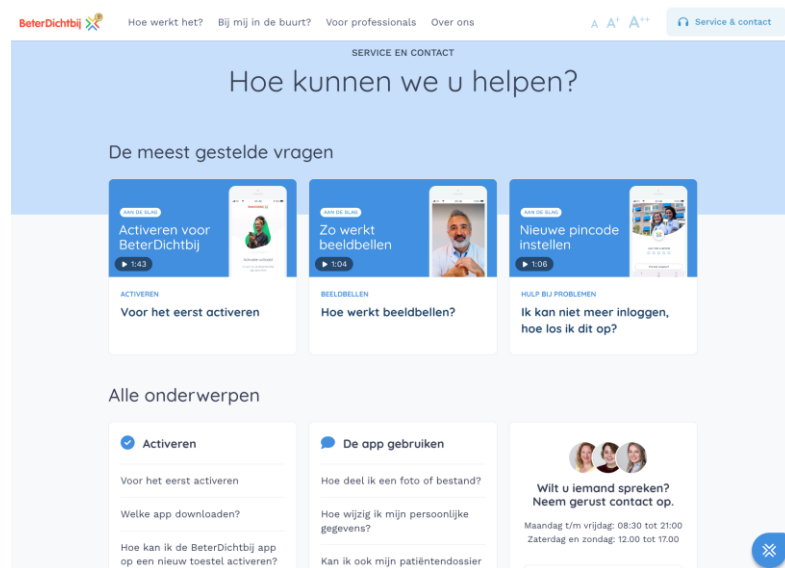 BeterDichtbij
Hoe werkt het? Bij mij in de buurt? Voor professionals Over ons
A A+ A++
Service & contact
SERVICE EN CONTACT
Hoe kunnen we u helpen?
De meest gestelde vragen
AAN DE SLAG
Activeren voor
BeterDichtbij
1:43
ACTIVEREN
Voor het eerst activeren
AAN DE SLAG
Zo werkt
beeldbellen
1:04
BEELDBELLEN
Hoe werkt beeldbellen?
AAN DE SLAG
Nieuwe pincode
instellen
1:06
HULP BIJ PROBLEMEN
Ik kan niet meer inloggen,
hoe los ik dit op?
Alle onderwerpen
Activeren
Voor het eerst activeren
Welke app downloaden?
Hoe kan ik de BeterDichtbij app
op een nieuw toestel activeren?
De app gebruiken
Hoe deel ik een foto of bestand?
Hoe wijzig ik mijn persoonlijke
gegevens?
Kan ik ook mijn patiëntendossier
Wilt u iemand spreken?
Neem gerust contact op.
Maandag t/m vrijdag: 08:30 tot 21:00
Zaterdag en zondag: 12.00 tot 17.00